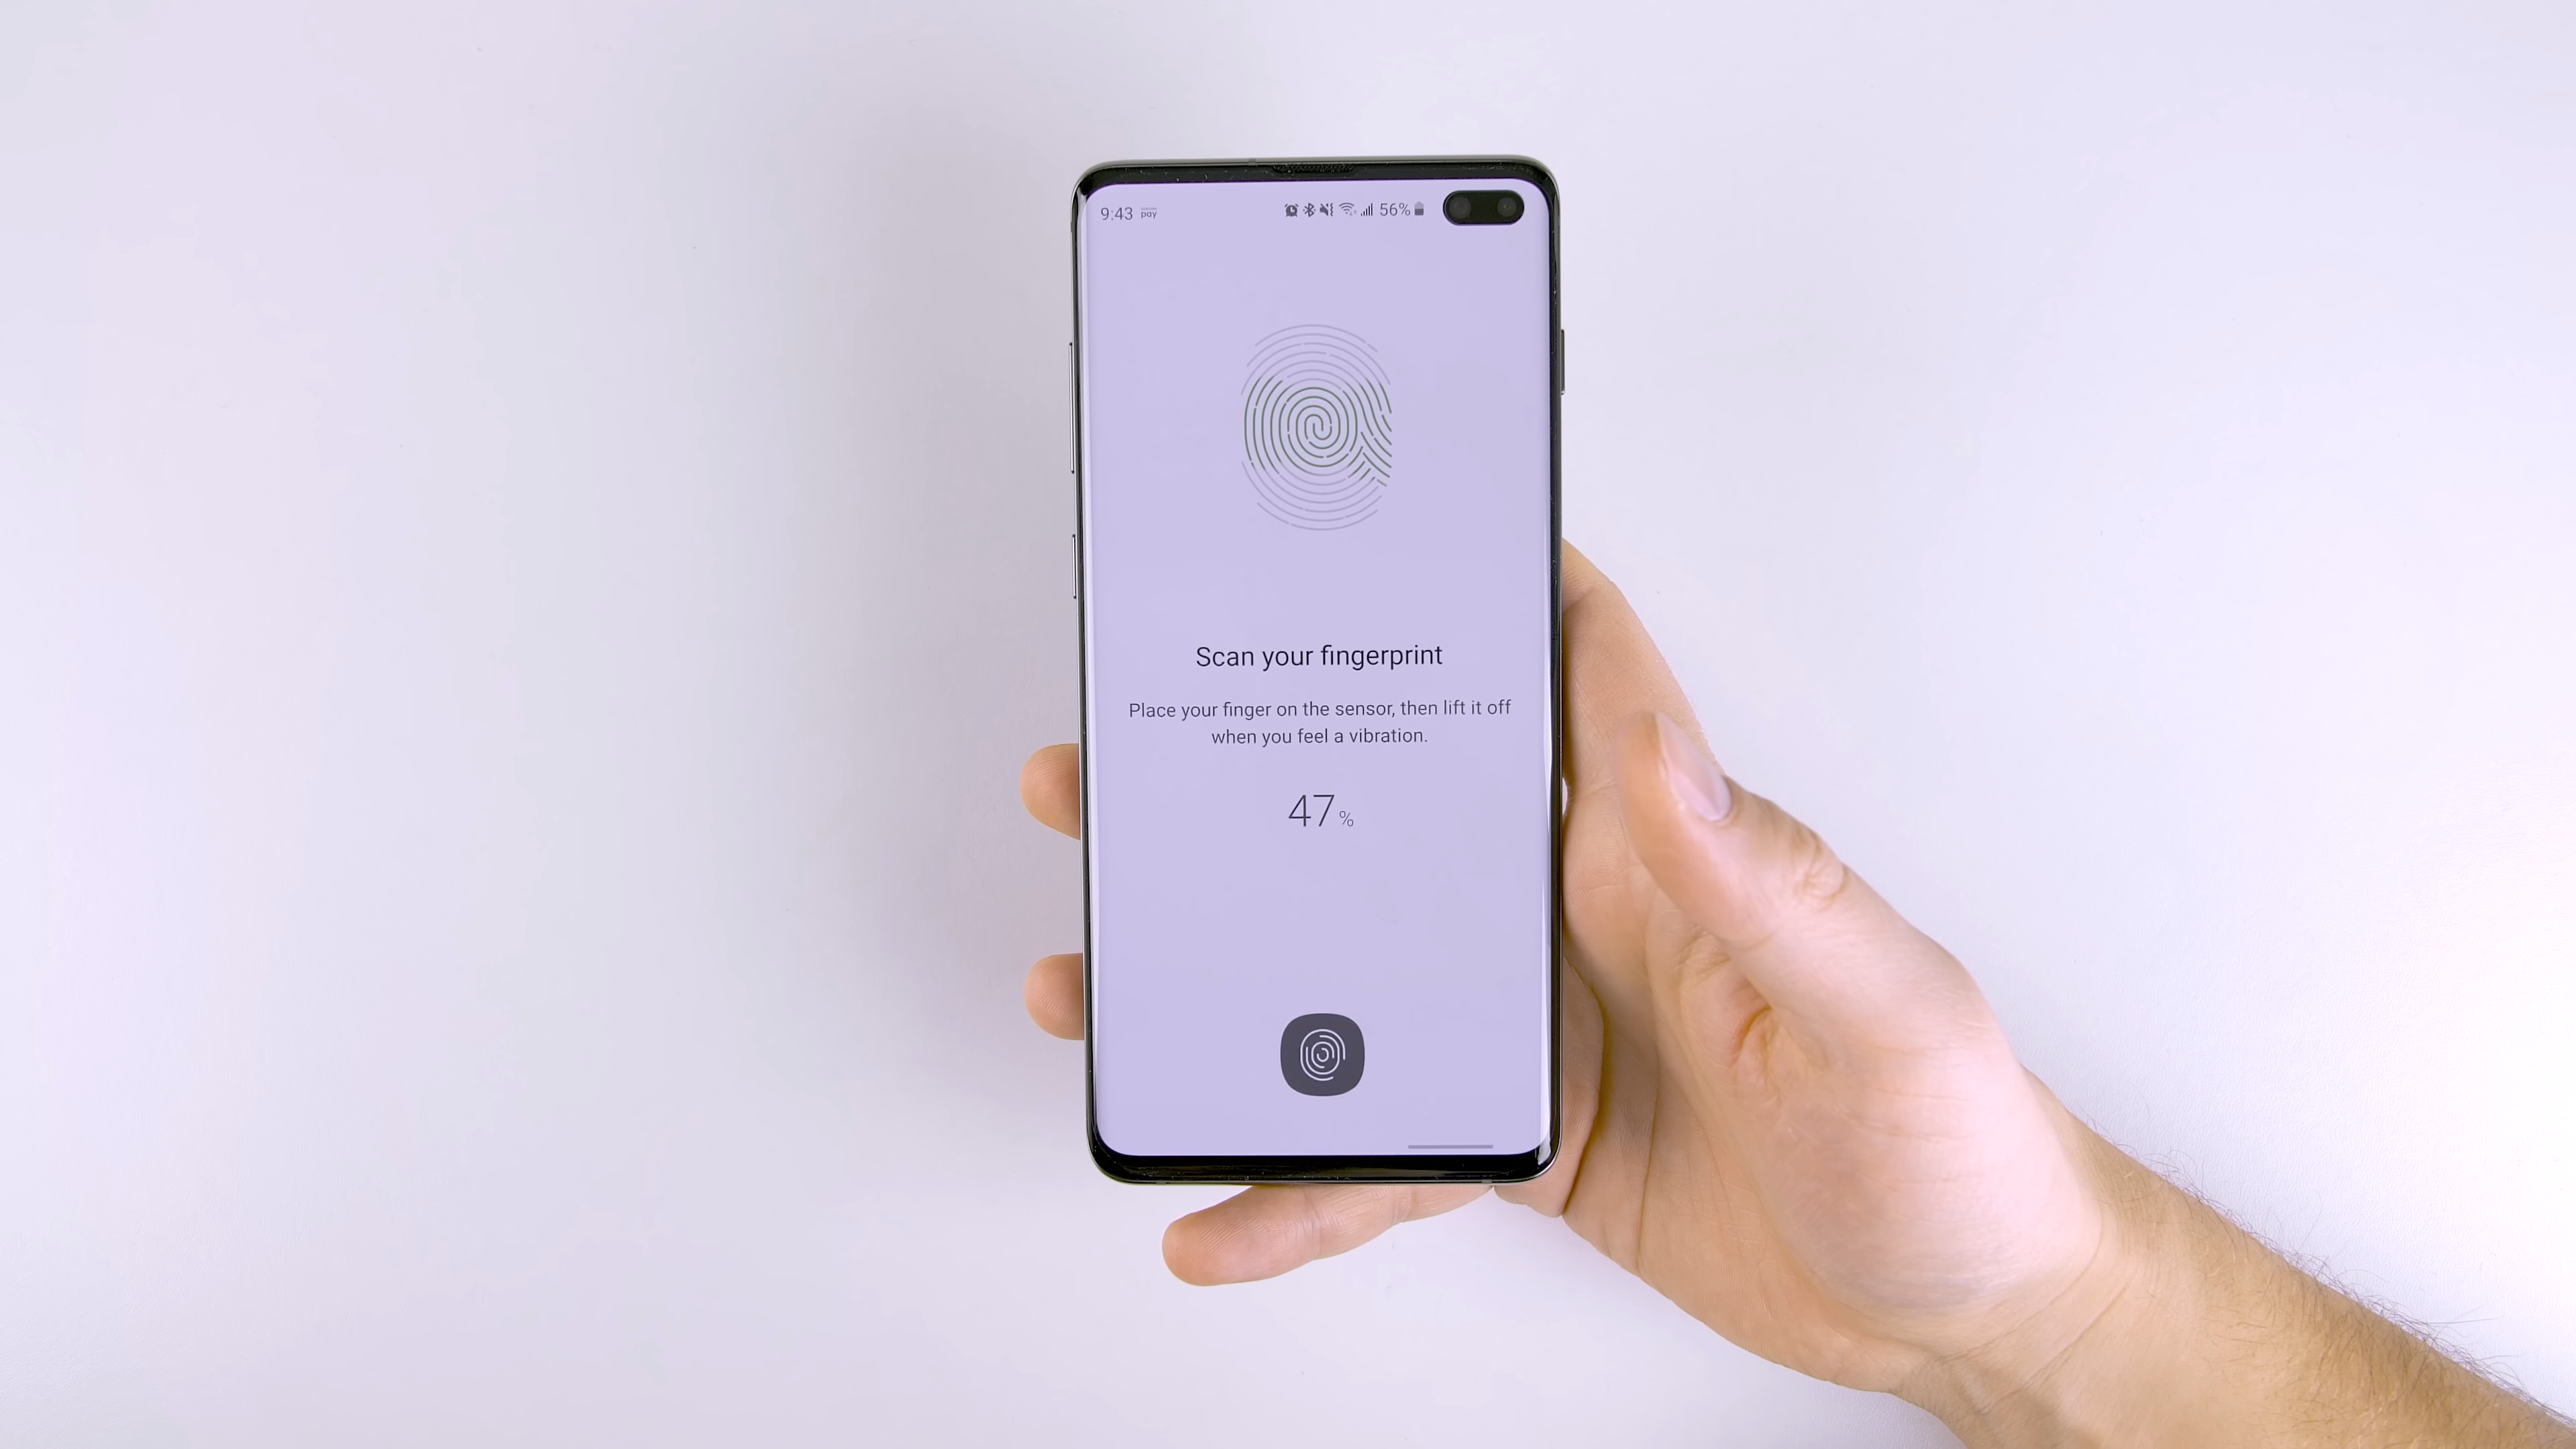 9:43 pay 56%
Scan your fingerprint
Place your finger on the sensor, then lift it off
when you feel a vibration.
47%